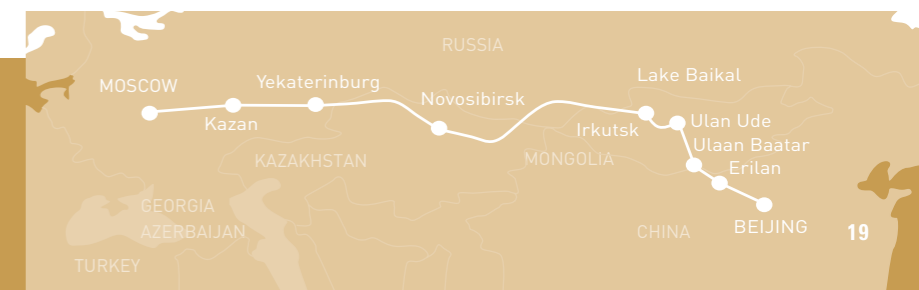 RUSSIA
Lake Baikal
MOSCOW
Yekaterinburg
Novosibirsk
Kazan
Irkutsk
Ulan Ude
Ulaan Baatar
KAZAKHSTAN
MONGOLIA
Erilan
GEORGIA
AZERBAIJAN
CHINA
BEIJING
19
TURKEY